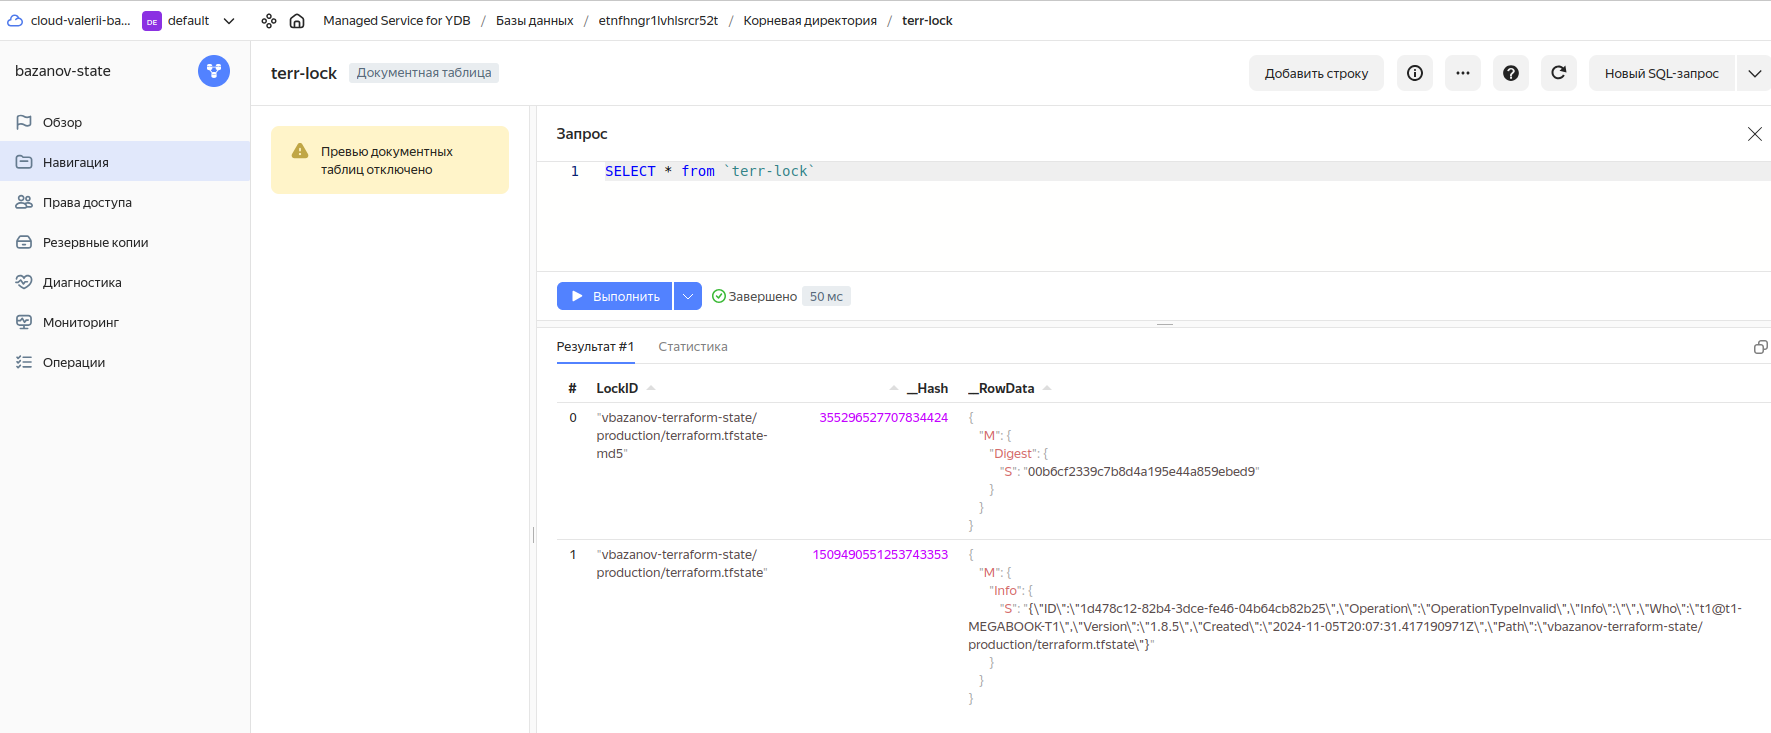 cloud-valerii-ba... DE default Managed Service for YDB / Базы данных / etnfhngr1lvhlsrcr52t / Корневая директория / terr-lock
bazanov-state
Обзор
Навигация
Права доступа
Резервные копии
Диагностика
Мониторинг
Операции
terr-lock Документная таблица Добавить строку Новый SQL-запрос
Превью документных
таблиц отключено
Запрос
1 SELECT * from `terr-lock`
Выполнить Завершено 50 мс
Результат #1 Статистика
# LockID __Hash __RowData
0 "vbazanov-terraform-state/
production/terraform.tfstate-
md5" 355296527707834424 {
"M": {
"Digest": {
"S": "00b6cf2339c7b8d4a195e44a859ebed9"
}
}
}
1 "vbazanov-terraform-state/
production/terraform.tfstate" 1509490551253743353 {
"M": {
"Info": {
"S": "{\"ID\":\"1d478c12-82b4-3dce-fe46-04b64cb82b25\",\"Operation\":\"OperationTypeInvalid\",\"Info\":\"\",\"Who\":\"t1@t1-
MEGABOOK-T1\",\"Version\":\"1.8.5\",\"Created\":\"2024-11-05T20:07:31.417190971Z\",\"Path\":\"vbazanov-terraform-state/
production/terraform.tfstate\"}"
}
}
}